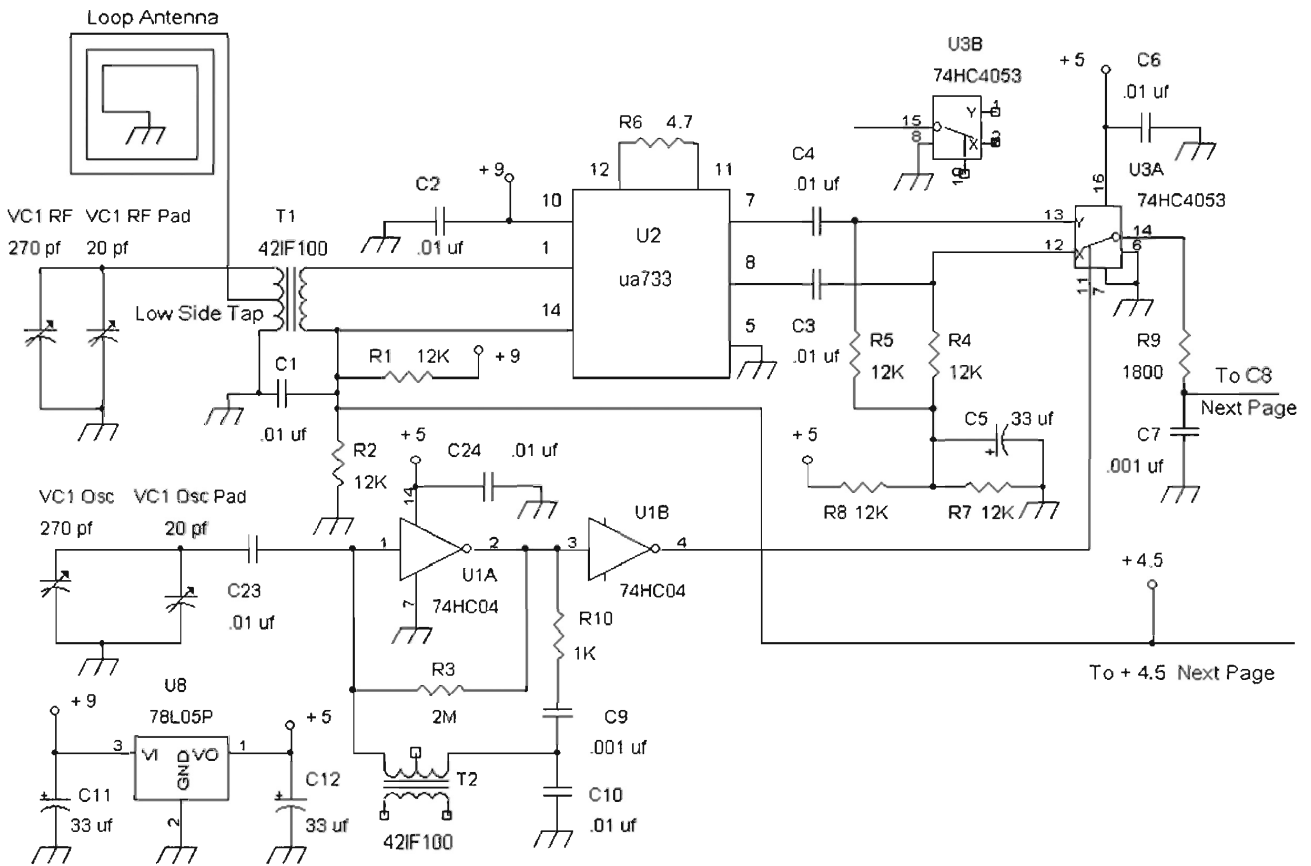 Loop Antenna
VC1 RF
270 pf
VC1 RF Pad
20 pf
T1
42IF100
Low Side Tap
C1
.01 uf
C2
.01 uf
+ 9
R6
4.7
12
11
10
1
14
U2
ua733
7
8
5
C4
.01 uf
C3
.01 uf
U3B
74HC4053
15
8
Y
1
X
+ 5
C6
.01 uf
16
U3A
74HC4053
13
Y
12
X
14
6
11
7
R9
1800
To C8
Next Page
C7
.001 uf
R1
12K
+ 9
R2
12K
R5
12K
R4
12K
C5
33 uf
+
+ 5
R8 12K
R7 12K
+ 5
C24
.01 uf
14
VC1 Osc
270 pf
VC1 Osc Pad
20 pf
C23
.01 uf
1
2
U1A
74HC04
7
U1B
3
4
74HC04
R10
1K
R3
2M
C9
.001 uf
C10
.01 uf
T2
42IF100
+ 4.5
To + 4.5 Next Page
+ 9
U8
78L05P
3
VI
GND
VO
1
2
+ 5
+
C11
33 uf
+
C12
33 uf